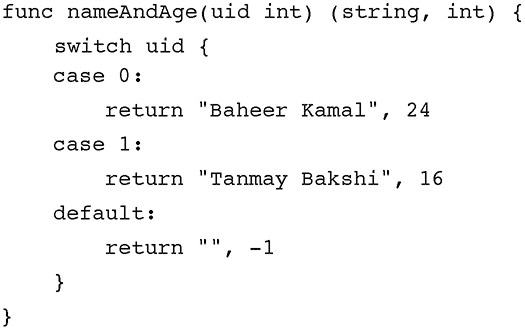 func nameAndAge(uid int) (string, int) {
    switch uid {
    case 0:
        return "Baheer Kamal", 24
    case 1:
        return "Tanmay Bakshi", 16
    default:
        return "", -1
    }
}